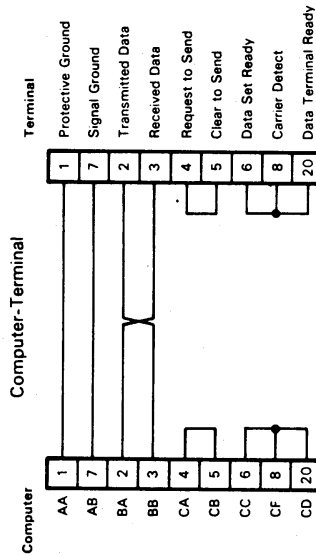 Computer-Terminal
Computer
Terminal
AA 1 1 Protective Ground
AB 7 7 Signal Ground
BA 2 2 Transmitted Data
BB 3 3 Received Data
CA 4 4 Request to Send
CB 5 5 Clear to Send
CC 6 6 Data Set Ready
CF 8 8 Carrier Detect
CD 20 20 Data Terminal Ready